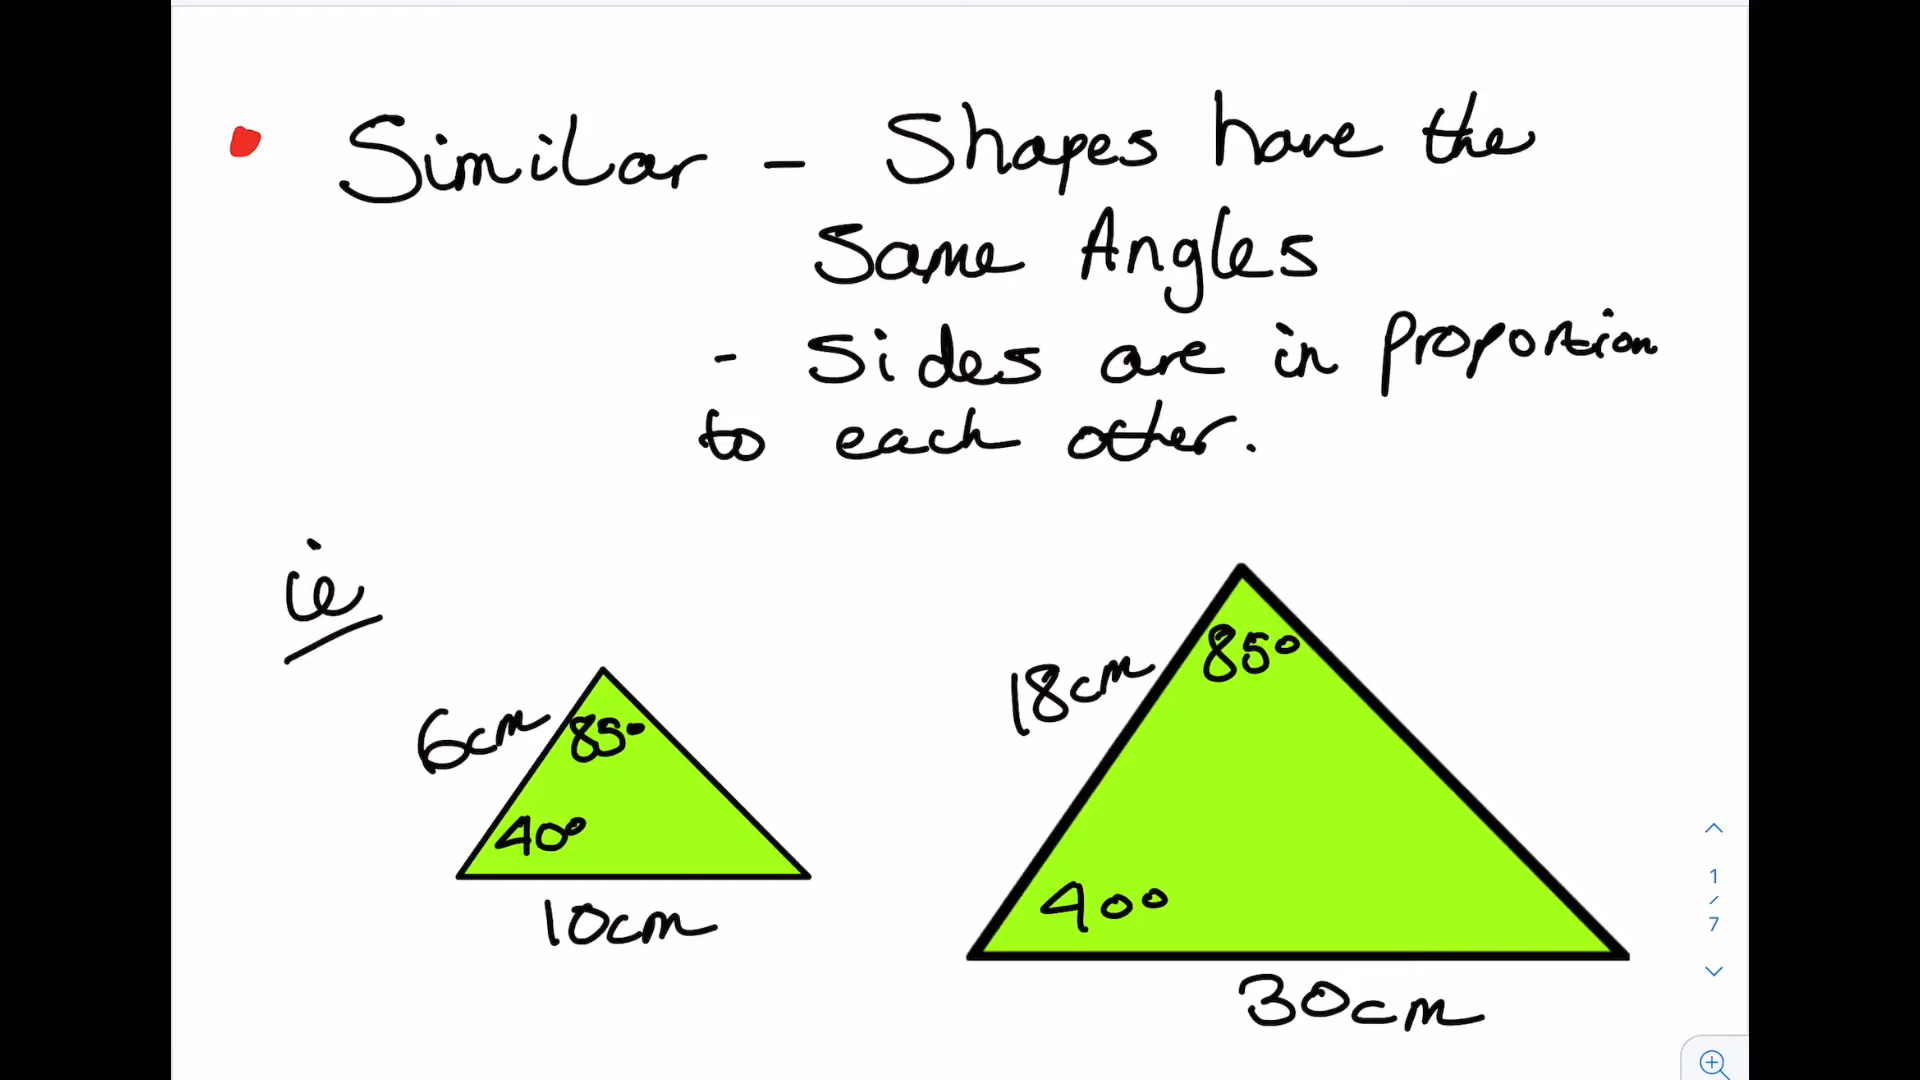 • Similar - Shapes have the
Same Angles
- Sides are in proportion
to each other.
ie
85°
18cm
6cm
85°
40°
40°
10cm
30cm
1
/
7